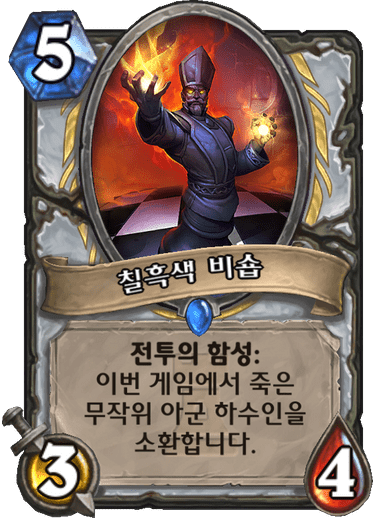 5
칠흑색 비숍
전투의 함성:
이번 게임에서 죽은
무작위 아군 하수인을
소환합니다.
3
4